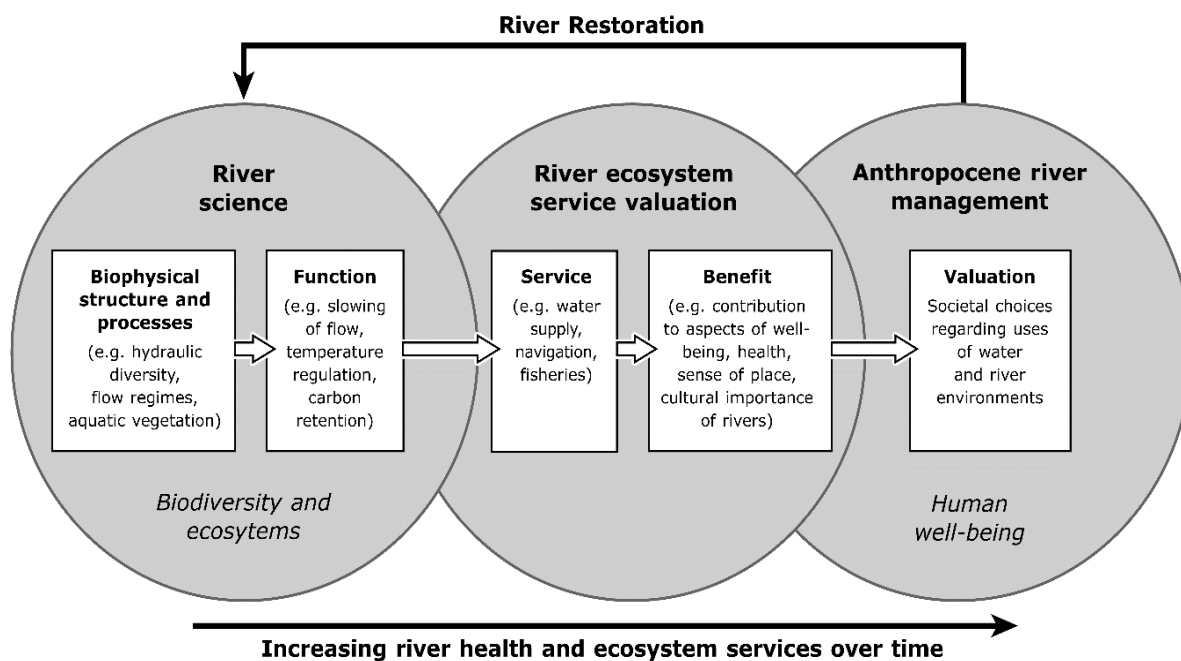 River Restoration
River
science
Biophysical
structure and
processes
(e.g. hydraulic
diversity,
flow regimes,
aquatic vegetation)
Function
(e.g. slowing
of flow,
temperature
regulation,
carbon
retention)
Biodiversity and
ecosytems
River ecosystem
service valuation
Service
(e.g. water
supply,
navigation,
fisheries)
Benefit
(e.g. contribution
to aspects of well-
being, health,
sense of place,
cultural importance
of rivers)
Anthropocene river
management
Valuation
Societal choices
regarding uses
of water
and river
environments
Human
well-being
Increasing river health and ecosystem services over time